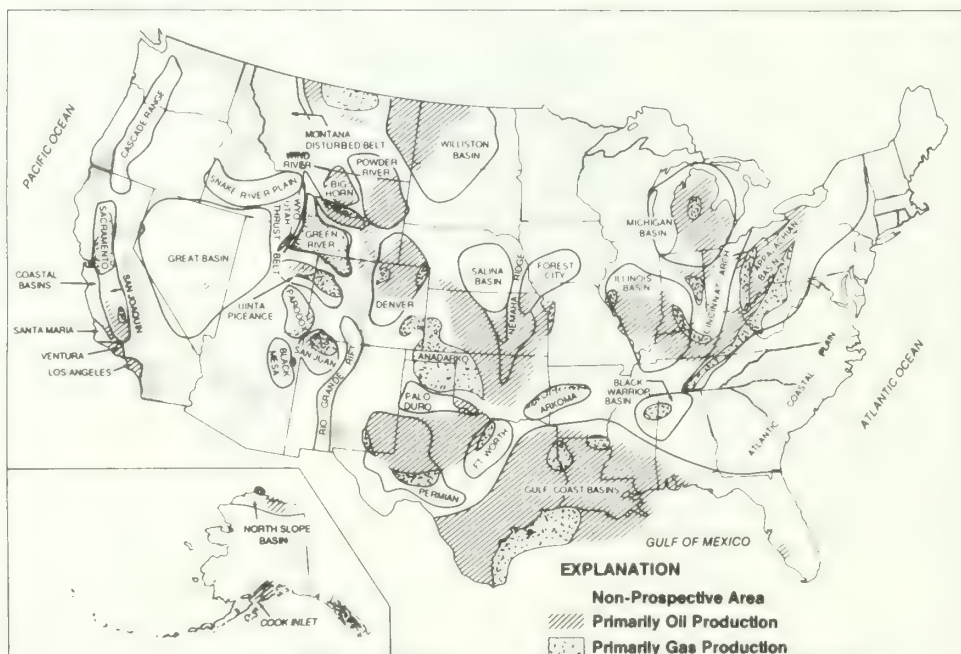 PACIFIC OCEAN
CASCADE RANGE
MONTANA
DISTURBED BELT
WILLISTON
BASIN
WIND
RIVER
POWDER
RIVER
BIG
HORN
SNAKE RIVER PLAIN
WYO
UTAH
THRUST BELT
GREEN
RIVER
GREAT BASIN
SACRAMENTO
COASTAL
BASINS
SAN JOAQUIN
SANTA MARIA
VENTURA
LOS ANGELES
UINTA
PICEANCE
PARODOX
BLACK
MESA
SAN JUAN
RIO GRANDE RIFT
DENVER
SALINA
BASIN
NEMAHA RIDGE
FOREST
CITY
MICHIGAN
BASIN
ILLINOIS
BASIN
CINCINNATI ARCH
APPALACHIAN
BASIN
ANADARKO
PALO
DURO
ARKOMA
BLACK
WARRIOR
BASIN
FT WORTH
PERMIAN
GULF COAST BASINS
ATLANTIC COASTAL PLAIN
ATLANTIC OCEAN
GULF OF MEXICO
NORTH SLOPE
BASIN
COOK INLET
EXPLANATION
Non-Prospective Area
Primarily Oil Production
Primarily Gas Production